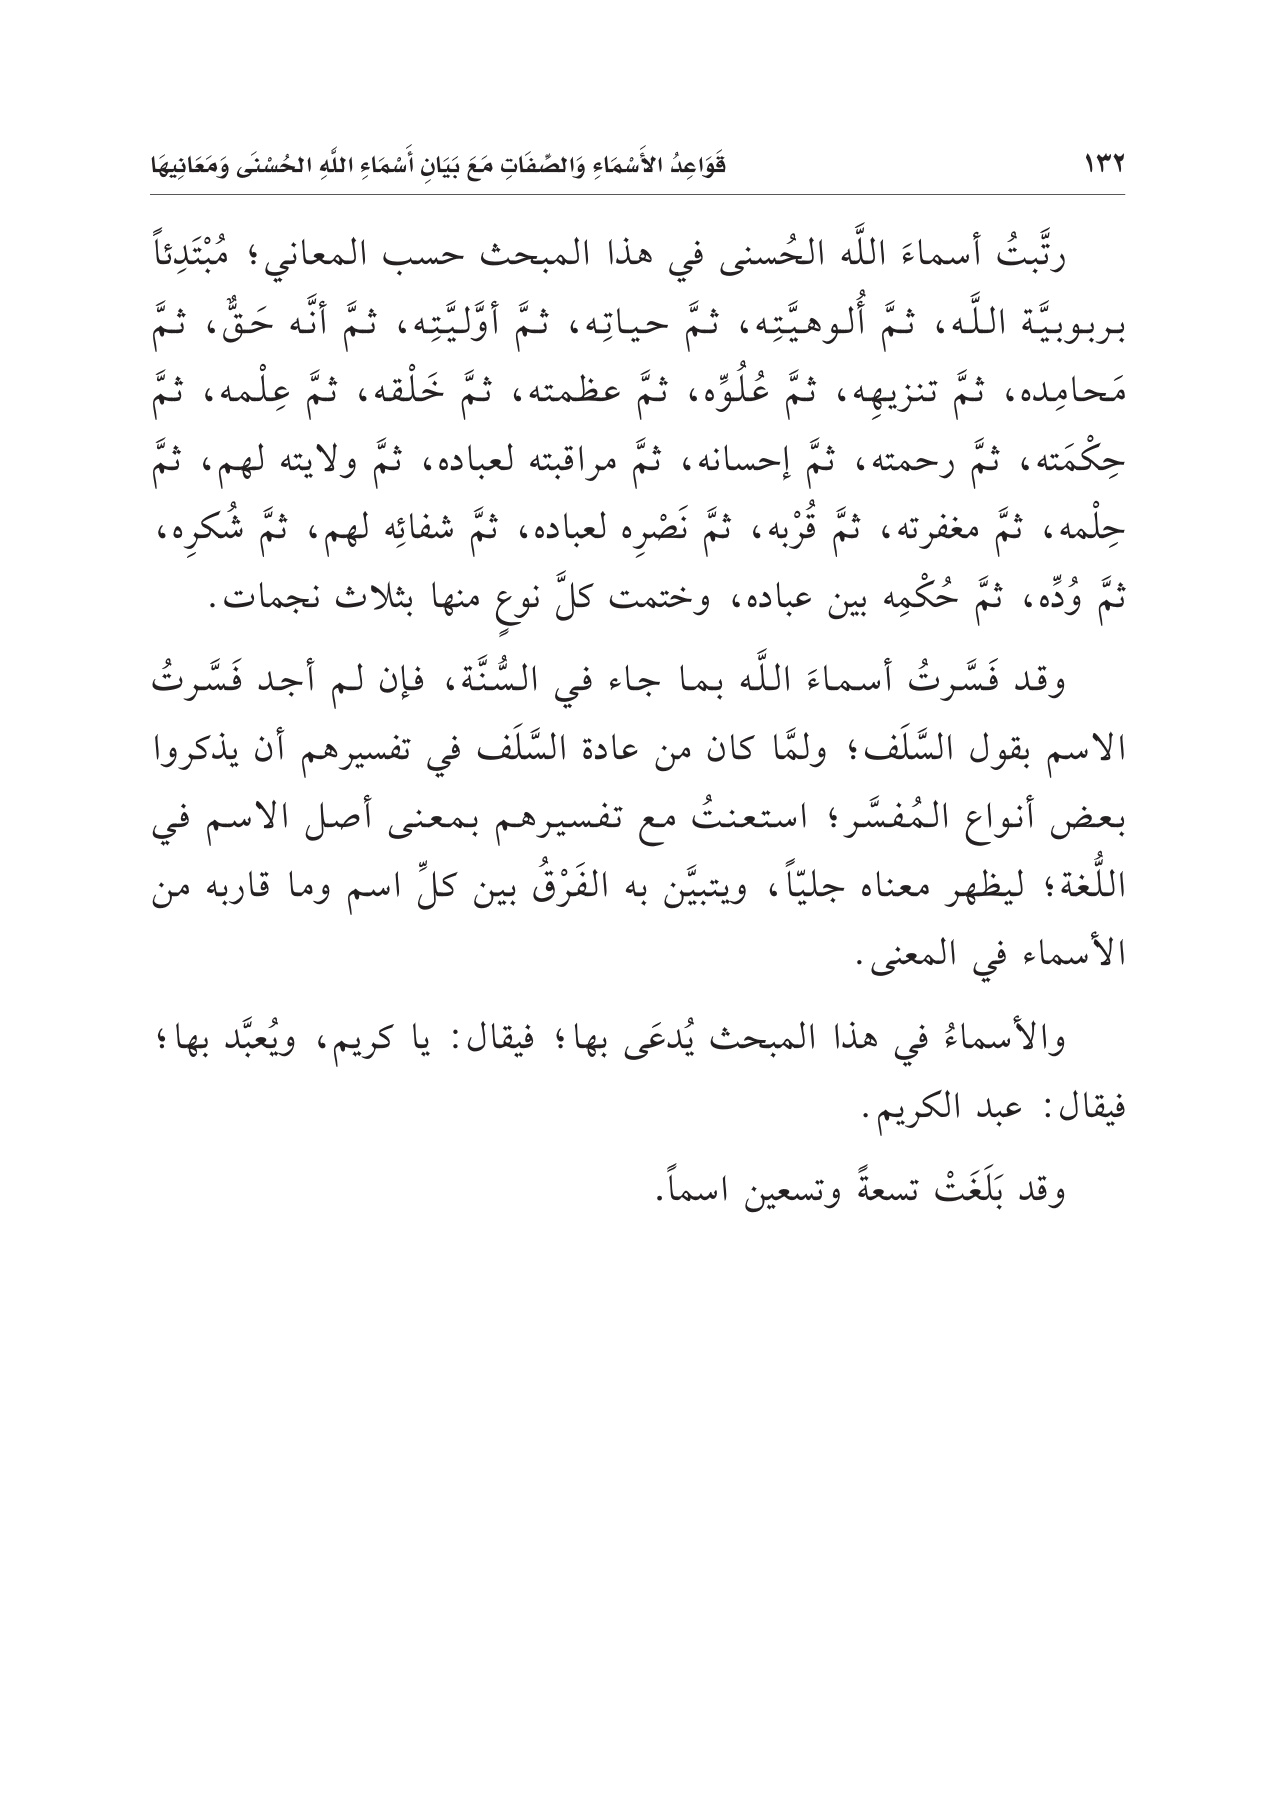 ١٣٢ قَوَاعِدُ الأَسْمَاءِ وَالصِّفَاتِ مَعَ بَيَانِ أَسْمَاءِ اللَّهِ الحُسْنَى وَمَعَانِيهَا
رتَّبتُ أسماءَ اللَّه الحُسنى في هذا المبحث حسب المعاني؛ مُبْتَدِئاً
بربوبيَّة اللَّه، ثمَّ أُلوهيَّتِه، ثمَّ حياتِه، ثمَّ أوَّليَّتِه، ثمَّ أنَّه حَقٌّ، ثمَّ
مَحامِده، ثمَّ تنزيهِه، ثمَّ عُلُوِّه، ثمَّ عظمته، ثمَّ خَلْقه، ثمَّ عِلْمه، ثمَّ
حِكْمَته، ثمَّ رحمته، ثمَّ إحسانه، ثمَّ مراقبته لعباده، ثمَّ ولايته لهم، ثمَّ
حِلْمه، ثمَّ مغفرته، ثمَّ قُرْبه، ثمَّ نَصْرِه لعباده، ثمَّ شفائِه لهم، ثمَّ شُكرِه،
ثمَّ وُدِّه، ثمَّ حُكْمِه بين عباده، وختمت كلَّ نوعٍ منها بثلاث نجمات.
وقد فَسَّرتُ أسماءَ اللَّه بما جاء في السُّنَّة، فإن لم أجد فَسَّرتُ
الاسم بقول السَّلَف؛ ولمَّا كان من عادة السَّلَف في تفسيرهم أن يذكروا
بعض أنواع المُفسَّر؛ استعنتُ مع تفسيرهم بمعنى أصل الاسم في
اللُّغة؛ ليظهر معناه جليّاً، ويتبيَّن به الفَرْقُ بين كلِّ اسم وما قاربه من
الأسماء في المعنى.
والأسماءُ في هذا المبحث يُدعَى بها؛ فيقال: يا كريم، ويُعبَّد بها؛
فيقال: عبد الكريم.
وقد بَلَغَتْ تسعةً وتسعين اسماً.